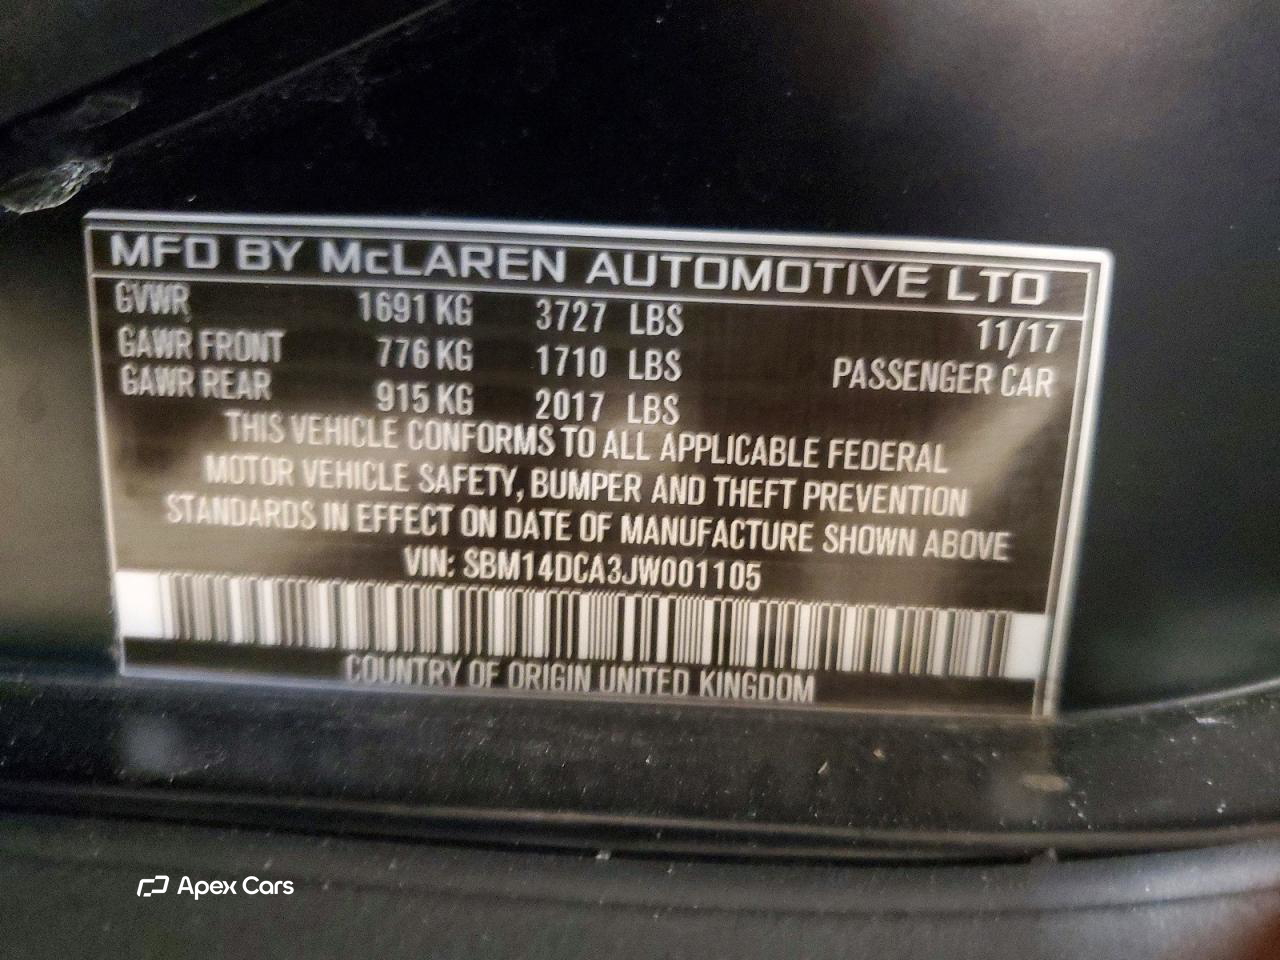 MFD BY McLAREN AUTOMOTIVE LTD
GVWR 1691 KG 3727 LBS 11/17
GAWR FRONT 776 KG 1710 LBS PASSENGER CAR
GAWR REAR 915 KG 2017 LBS
THIS VEHICLE CONFORMS TO ALL APPLICABLE FEDERAL
MOTOR VEHICLE SAFETY, BUMPER AND THEFT PREVENTION
STANDARDS IN EFFECT ON DATE OF MANUFACTURE SHOWN ABOVE
VIN: SBM14DCA3JW001105
COUNTRY OF ORIGIN UNITED KINGDOM
Apex Cars